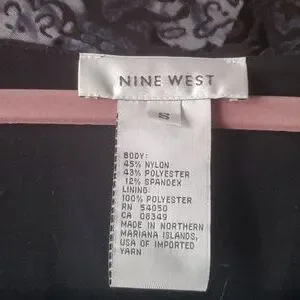 NINE WEST
S
BODY:
45% NYLON
43% POLYESTER
12% SPANDEX
LINING:
100% POLYESTER
RN 54050
CA 08349
MADE IN NORTHERN
MARIANA ISLANDS,
USA OF IMPORTED
YARN